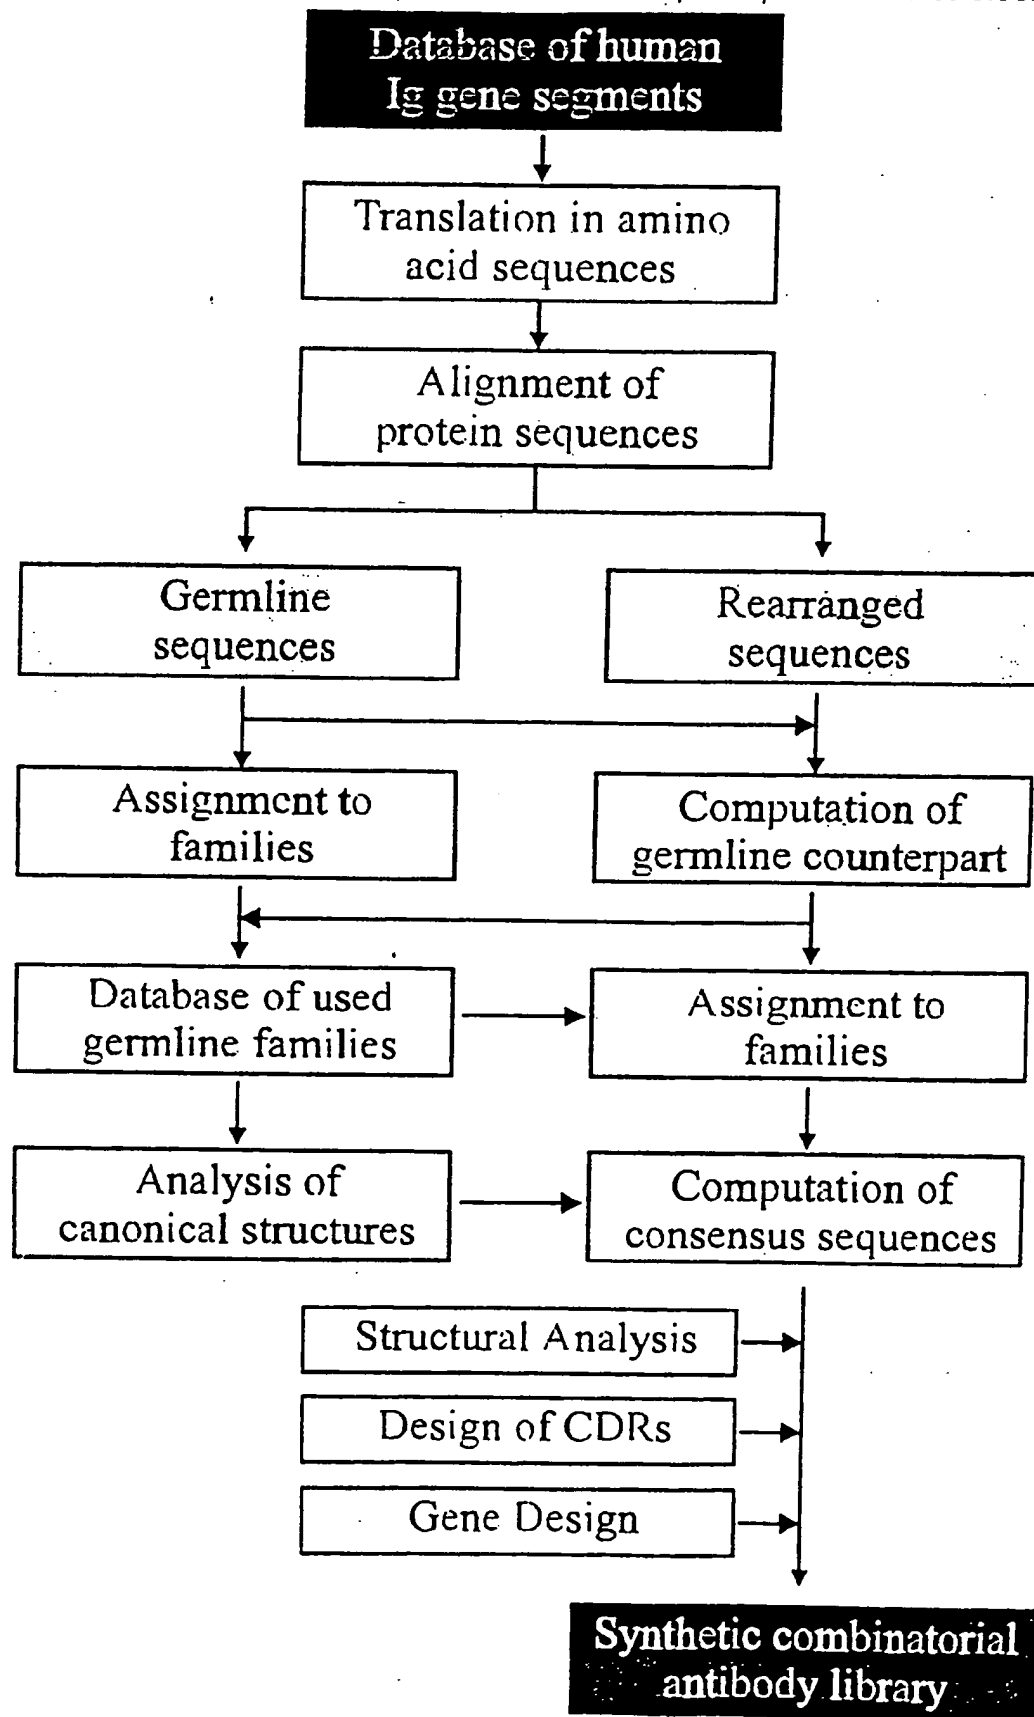 Database of human
Ig gene segments
Translation in amino
acid sequences
Alignment of
protein sequences
Germline
sequences
Rearranged
sequences
Assignment to
families
Computation of
germline counterpart
Database of used
germline families
Assignment to
families
Analysis of
canonical structures
Computation of
consensus sequences
Structural Analysis
Design of CDRs
Gene Design
Synthetic combinatorial
antibody library